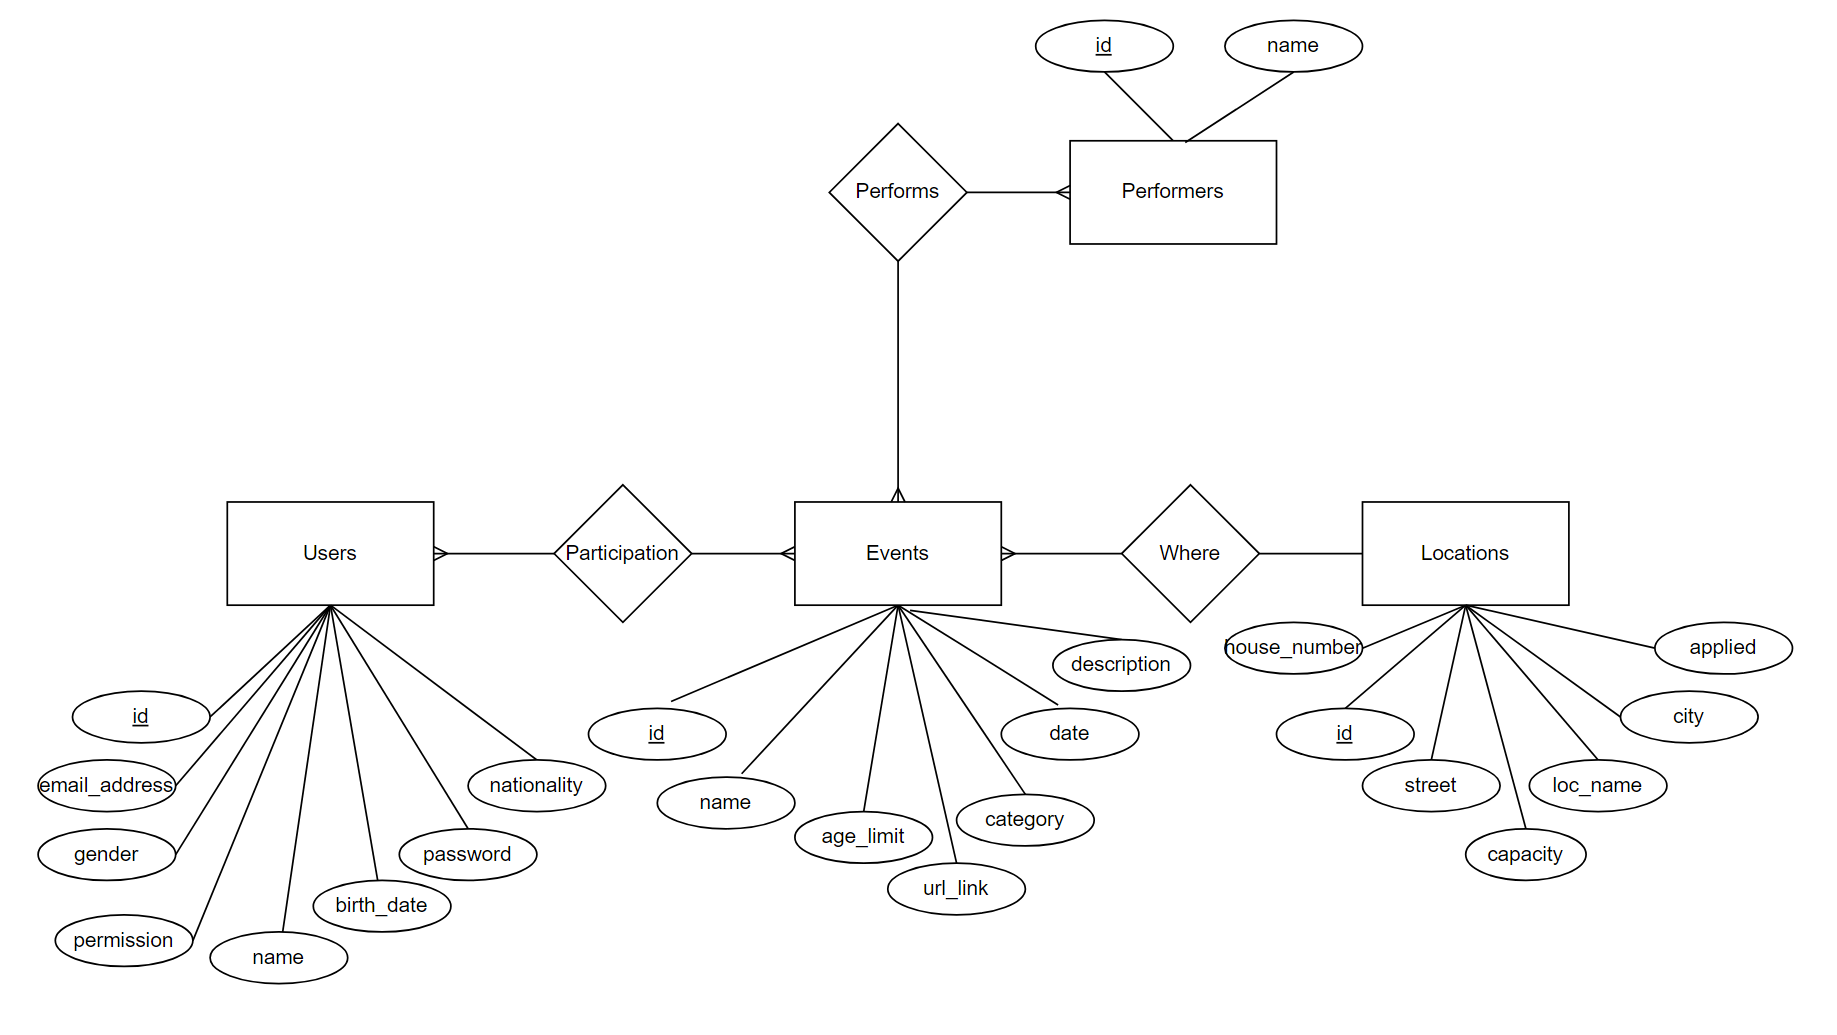 id
name
Performs
Performers
Users
Participation
Events
Where
Locations
house_number
applied
description
id
city
id
date
id
email_address
nationality
name
street
loc_name
category
age_limit
gender
password
capacity
url_link
birth_date
permission
name